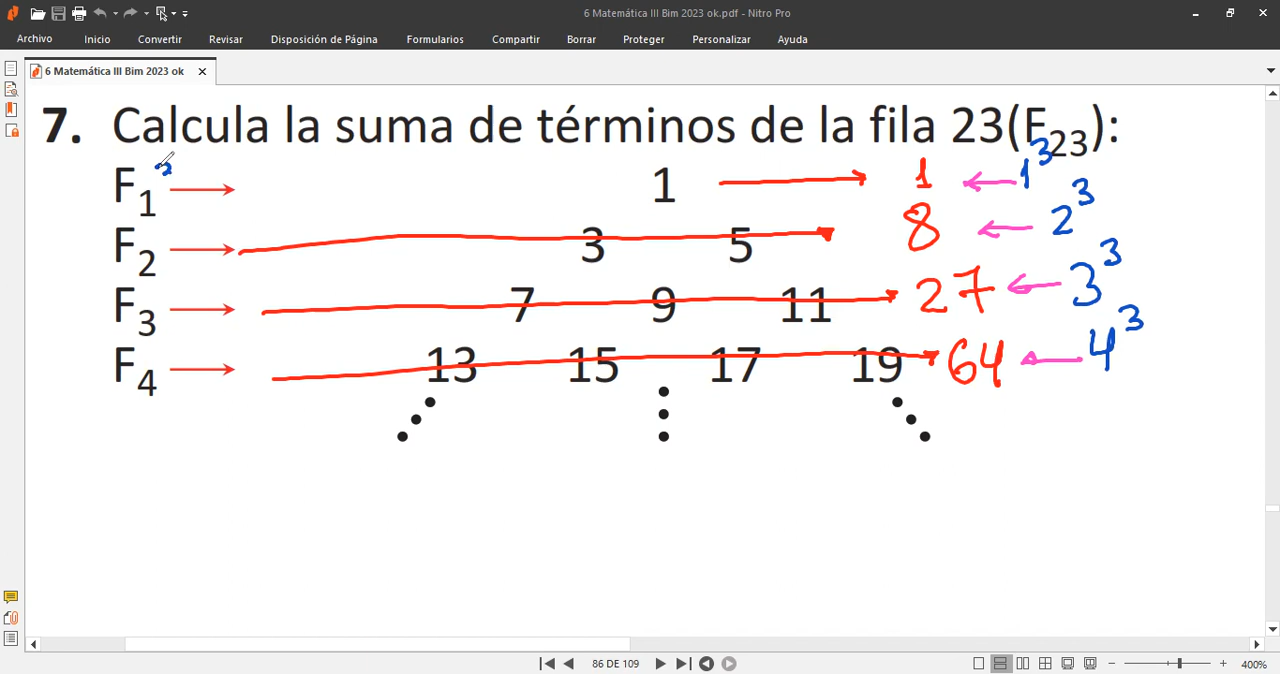 6 Matemática III Bim 2023 ok.pdf - Nitro Pro
Archivo Inicio Convertir Revisar Disposición de Página Formularios Compartir Borrar Proteger Personalizar Ayuda
6 Matemática III Bim 2023 ok
7. Calcula la suma de términos de la fila 23(F₂₃):
F₁³ → 1 → 1 ← 1³
F₂ → 3 5 → 8 ← 2³
F₃ → 7 9 11 → 27 ← 3³
F₄ → 13 15 17 19 → 64 ← 4³
86 DE 109
400%